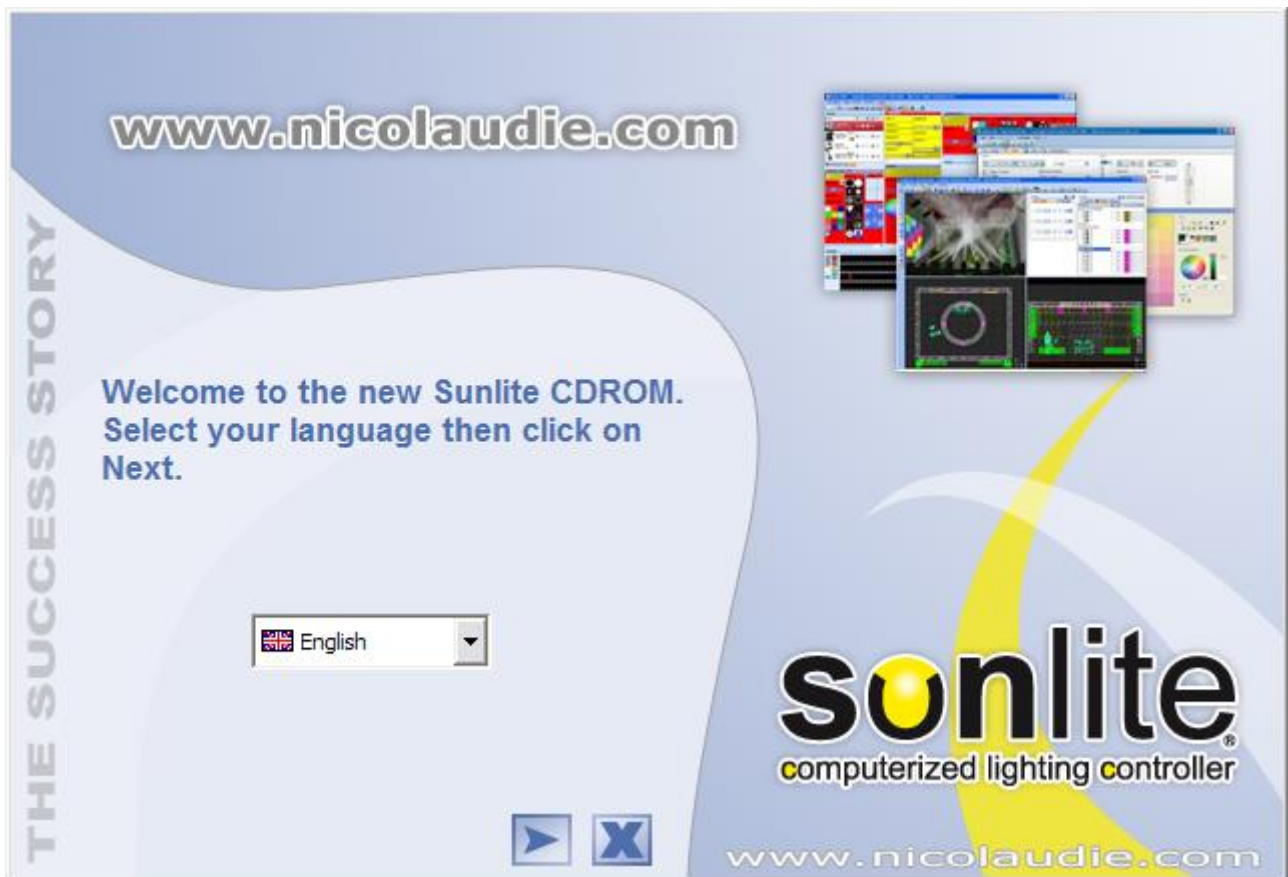 www.nicolaudie.com
THE SUCCESS STORY
Welcome to the new Sunlite CDROM.
Select your language then click on
Next.
English
sunlite®
computerized lighting controller
www.nicolaudie.com